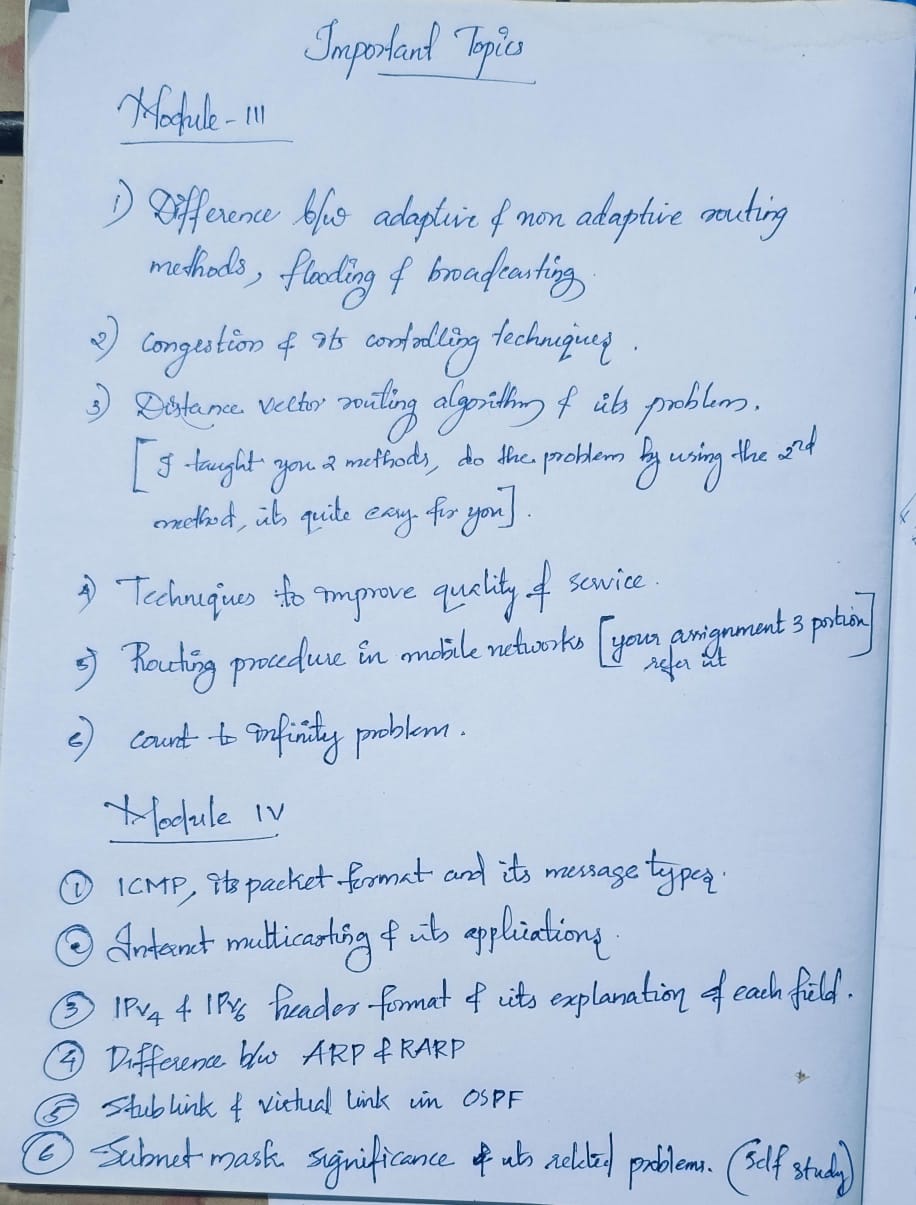 Important Topics
Module - III
1) Difference b/w adaptive & non adaptive routing
methods, flooding & broadcasting.
2) Congestion & its controlling techniques.
3) Distance vector routing algorithm & its problem.
[I taught you 2 methods, do the problem by using the 2nd
method, its quite easy for you].
4) Techniques to improve quality of service.
5) Routing procedure in mobile networks [your assignment 3 portion]
refer it
6) Count to infinity problem.
Module IV
① ICMP, its packet format and its message types.
② Internet multicasting & its applications.
③ IPv4 & IPv6 header format & its explanation of each field.
④ Difference b/w ARP & RARP
⑤ Stub link & virtual link in OSPF
⑥ Subnet mask significance & its related problems. (Self study)